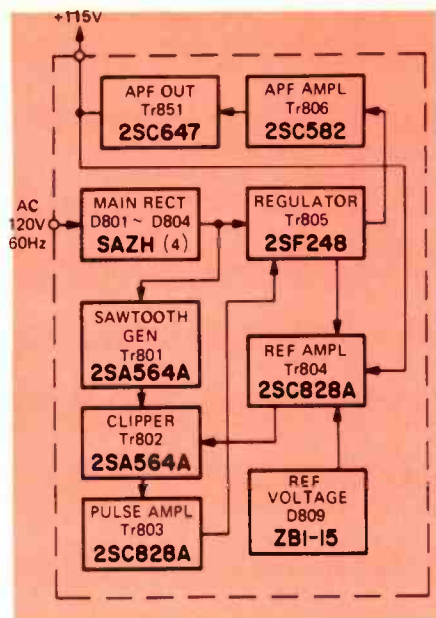 +115V
APF OUT
Tr851
2SC647
APF AMPL
Tr806
2SC582
AC
120V
60Hz
MAIN RECT
D801 ~ D804
SAZH (4)
REGULATOR
Tr805
2SF248
SAWTOOTH
GEN
Tr801
2SA564A
REF AMPL
Tr804
2SC828A
CLIPPER
Tr802
2SA564A
PULSE AMPL
Tr803
2SC828A
REF
VOLTAGE
D809
ZB1-15